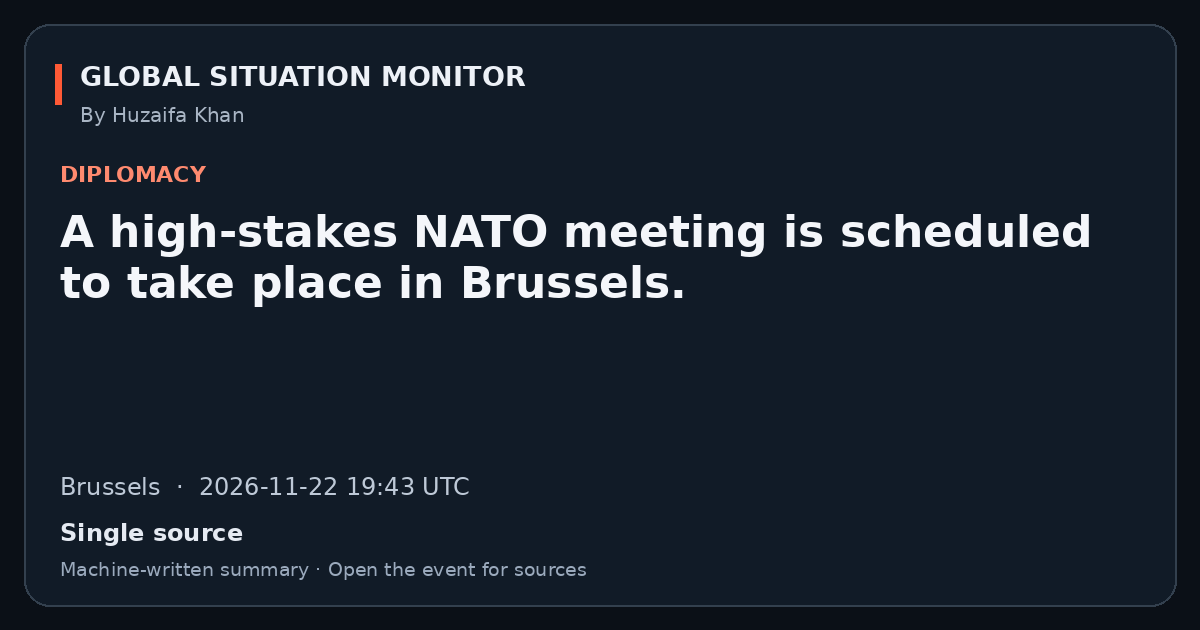 GLOBAL SITUATION MONITOR
By Huzaifa Khan
DIPLOMACY
A high-stakes NATO meeting is scheduled
to take place in Brussels.
Brussels · 2026-11-22 19:43 UTC
Single source
Machine-written summary · Open the event for sources